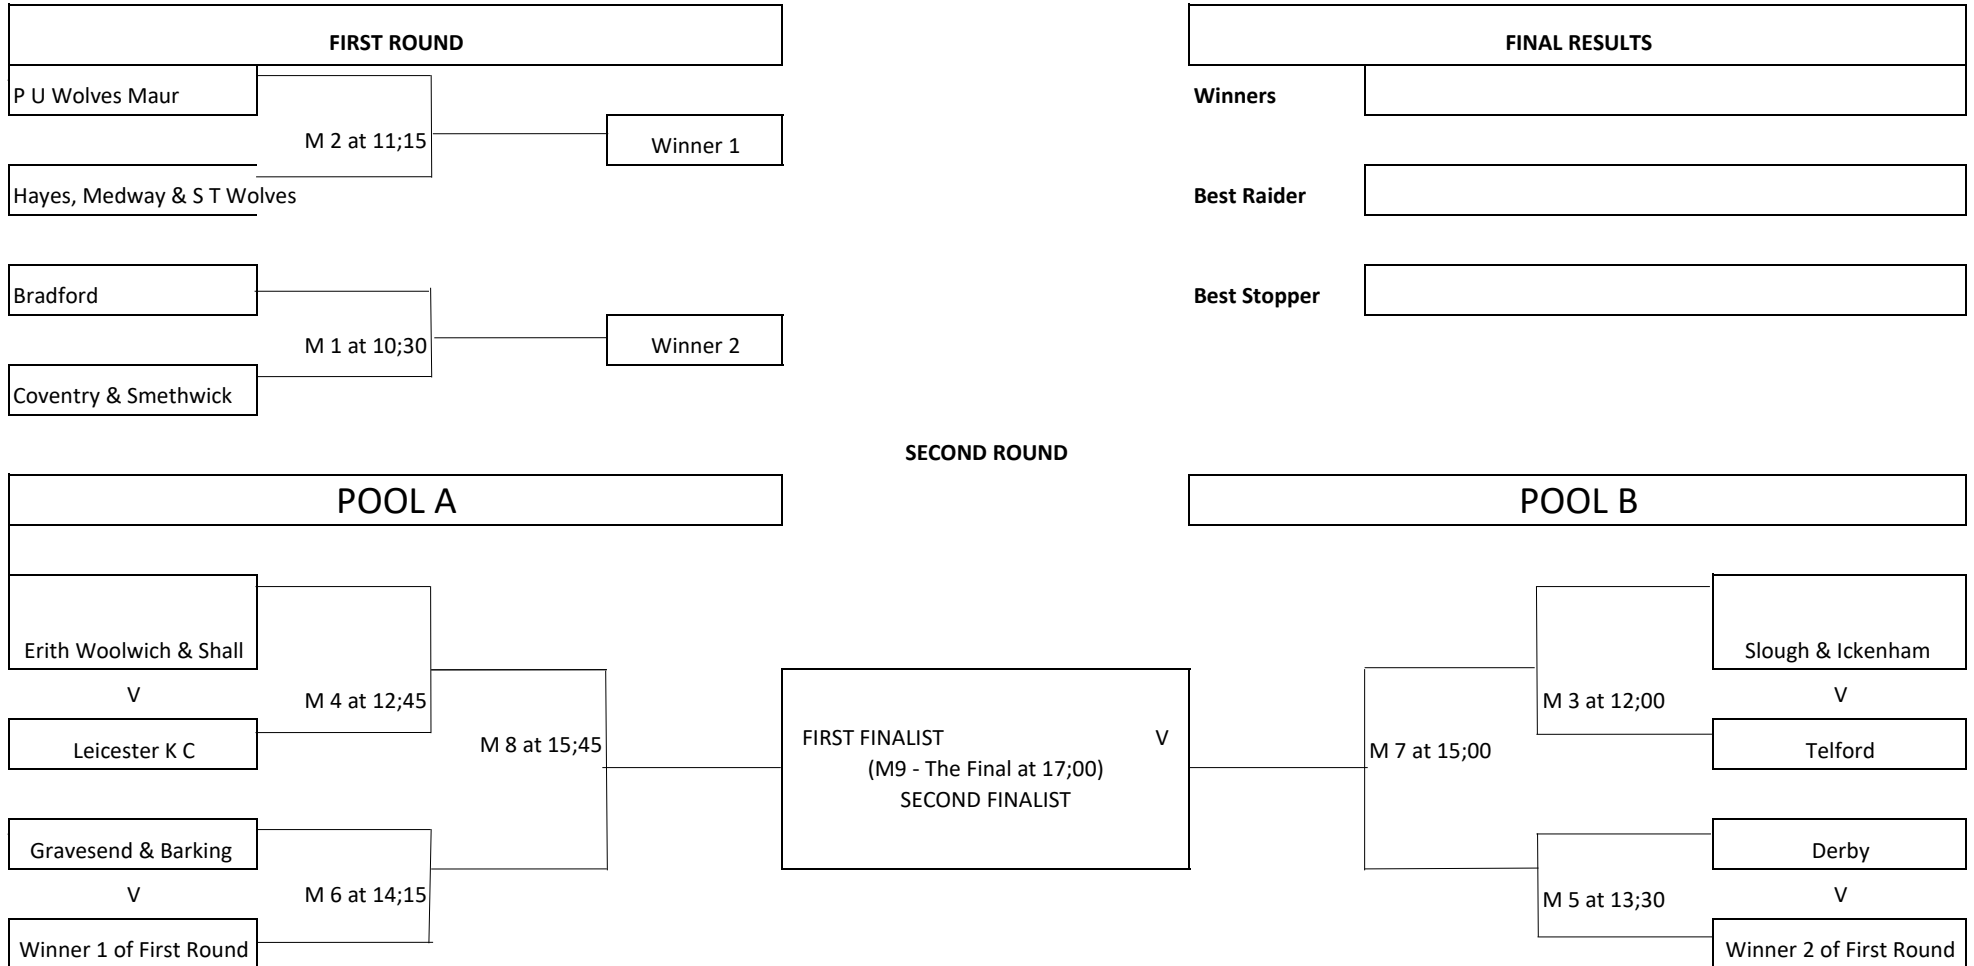 FIRST ROUND
FINAL RESULTS
P U Wolves Maur
Winners
M 2 at 11;15
Winner 1
Hayes, Medway & S T Wolves
Best Raider
Bradford
Best Stopper
M 1 at 10;30
Winner 2
Coventry & Smethwick
SECOND ROUND
POOL A
POOL B
Erith Woolwich & Shall
Slough & Ickenham
V
M 4 at 12;45
M 3 at 12;00
V
Leicester K C
M 8 at 15;45
FIRST FINALIST V
(M9 - The Final at 17;00)
SECOND FINALIST
M 7 at 15;00
Telford
Gravesend & Barking
Derby
V
M 6 at 14;15
M 5 at 13;30
V
Winner 1 of First Round
Winner 2 of First Round